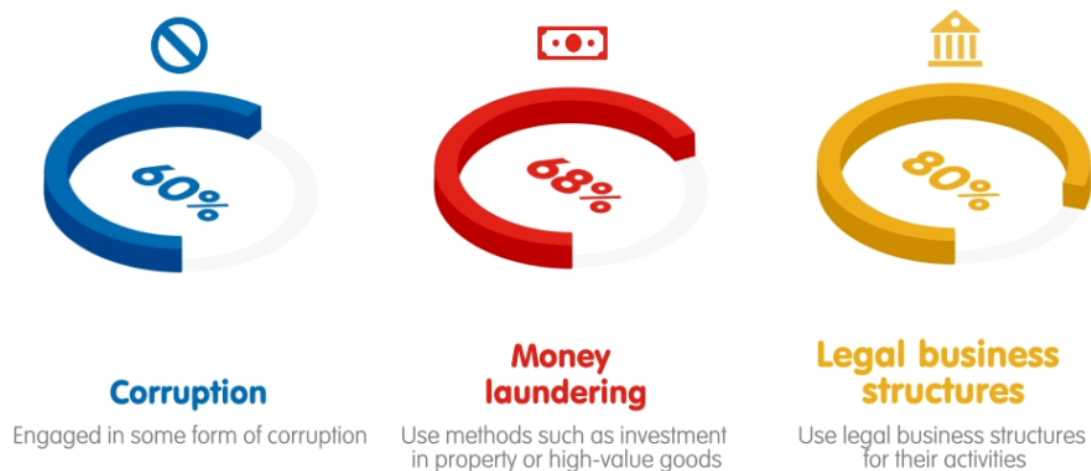 60%
68%
80%
Corruption
Engaged in some form of corruption
Money
laundering
Use methods such as investment
in property or high-value goods
Legal business
structures
Use legal business structures
for their activities